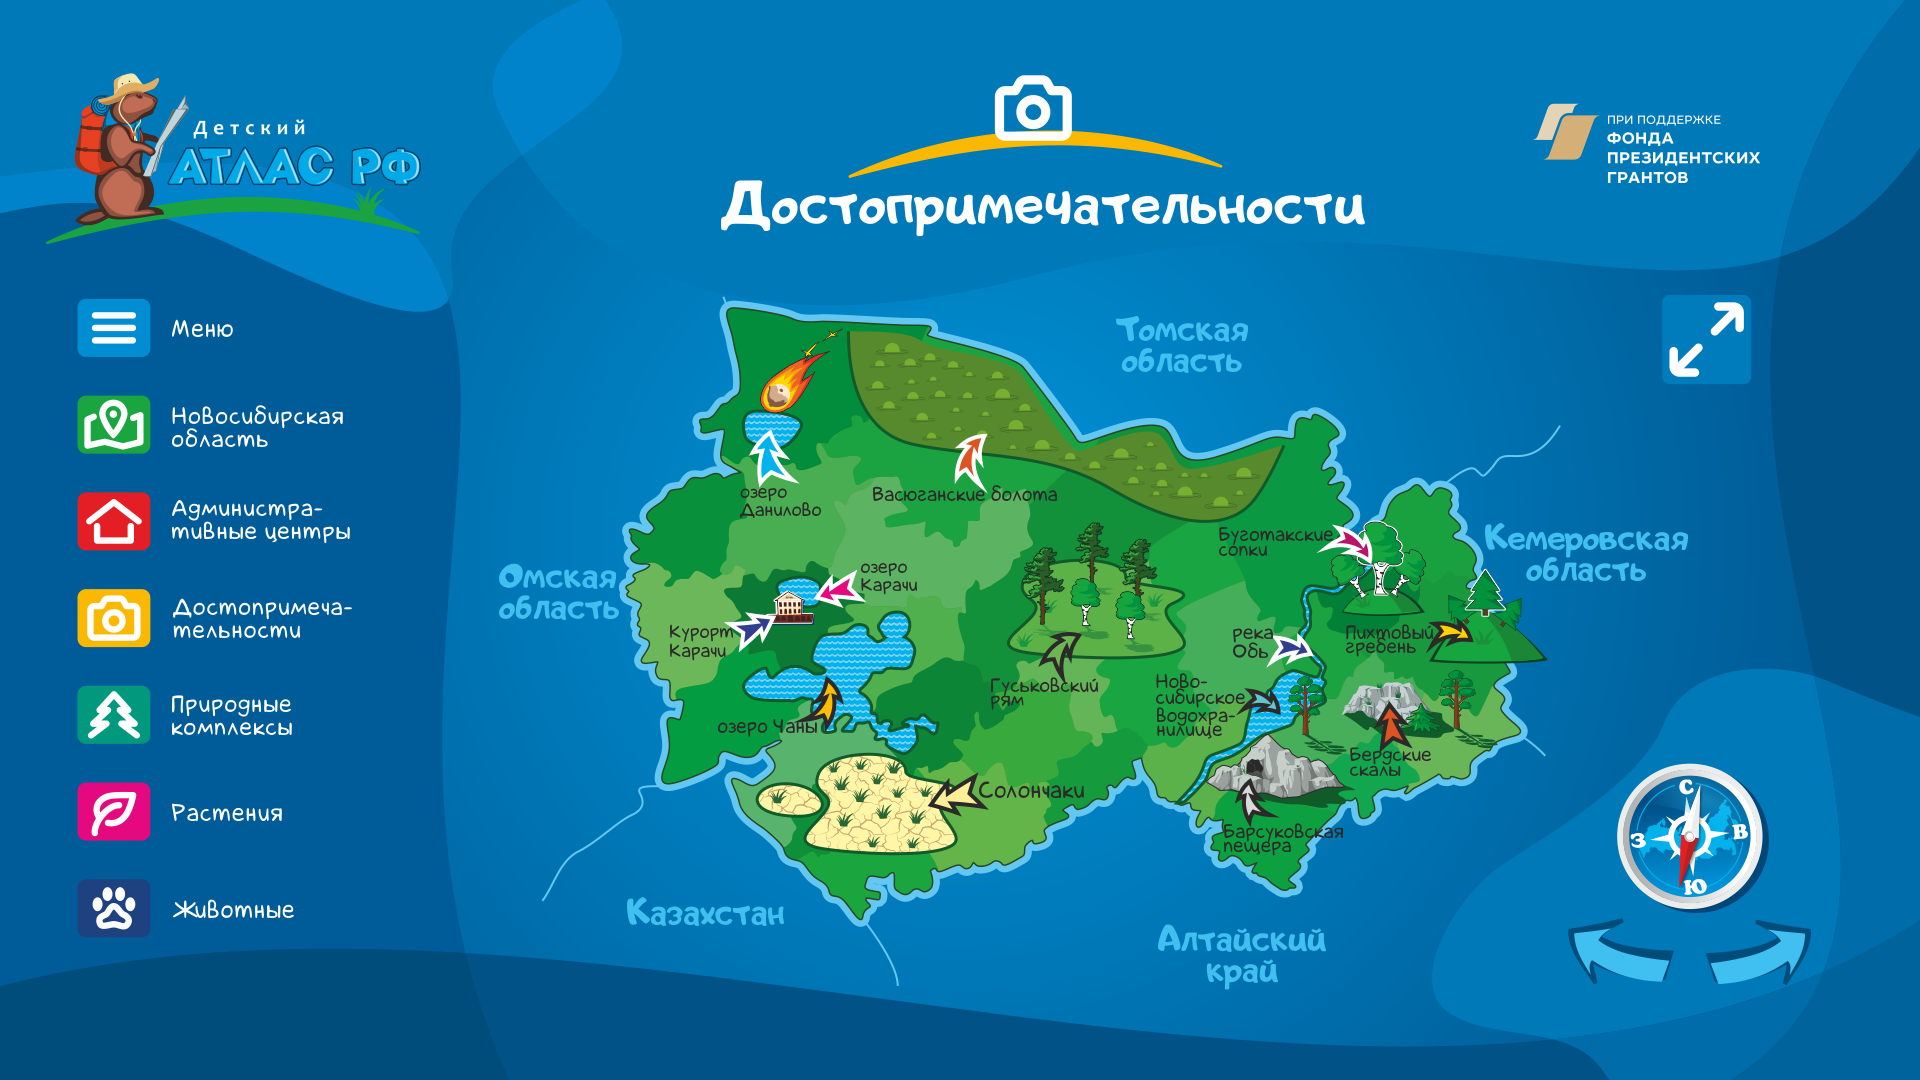 Детский
АТЛАС РФ
Достопримечательности
ПРИ ПОДДЕРЖКЕ
ФОНДА
ПРЕЗИДЕНТСКИХ
ГРАНТОВ
Меню
Новосибирская
область
Администра-
тивные центры
Достопримеча-
тельности
Природные
комплексы
Растения
Животные
Томская
область
озеро
Данилово
Васюганские болота
Буготакские
сопки
Кемеровская
область
Омская
область
озеро
Карачи
Курорт
Карачи
река
Обь
Пихтовый
гребень
Гуськовский
рям
Ново-
сибирское
водохра-
нилище
озеро Чаны
Бердские
скалы
Солончаки
Барсуковская
пещера
Казахстан
Алтайский
край
С
З
В
Ю